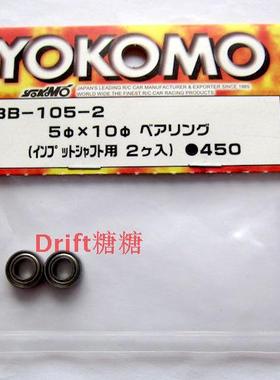 YOKOMO
YOKOMO
JAPAN'S LEADING R/C CAR MANUFACTURER & EXPORTER SINCE 1985
WORLD WIDE KEY OF THE FINEST R/C CAR RACING PRODUCTS.
BB-105-2
5φ×10φ ベアリング
(インプットシャフト用 2ヶ入) ●450
Drift糖糖